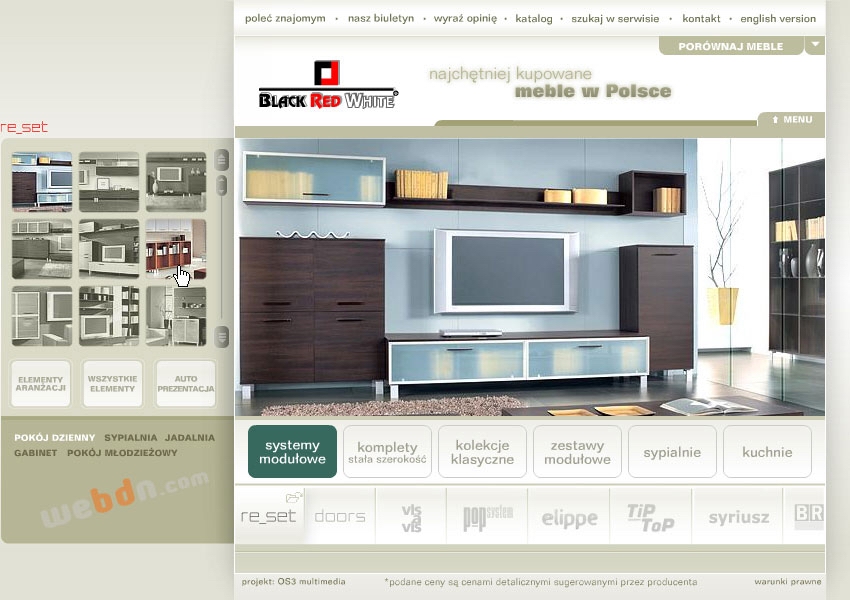 poleć znajomym • nasz biuletyn • wyraź opinię • katalog • szukaj w serwisie • kontakt • english version
PORÓWNAJ MEBLE
BLACK RED WHITE®
najchętniej kupowane
meble w Polsce
MENU
re_set
ELEMENTY
ARANŻACJI
WSZYSTKIE
ELEMENTY
AUTO
PREZENTACJA
POKÓJ DZIENNY SYPIALNIA JADALNIA
GABINET POKÓJ MŁODZIEŻOWY
webdn.com
systemy
modułowe
komplety
stała szerokość
kolekcje
klasyczne
zestawy
modułowe
sypialnie
kuchnie
re_set
doors
vis
a
vis
pop system
elippe
TiP
ToP
syriusz
BR
projekt: OS3 multimedia
*podane ceny są cenami detalicznymi sugerowanymi przez producenta
warunki prawne